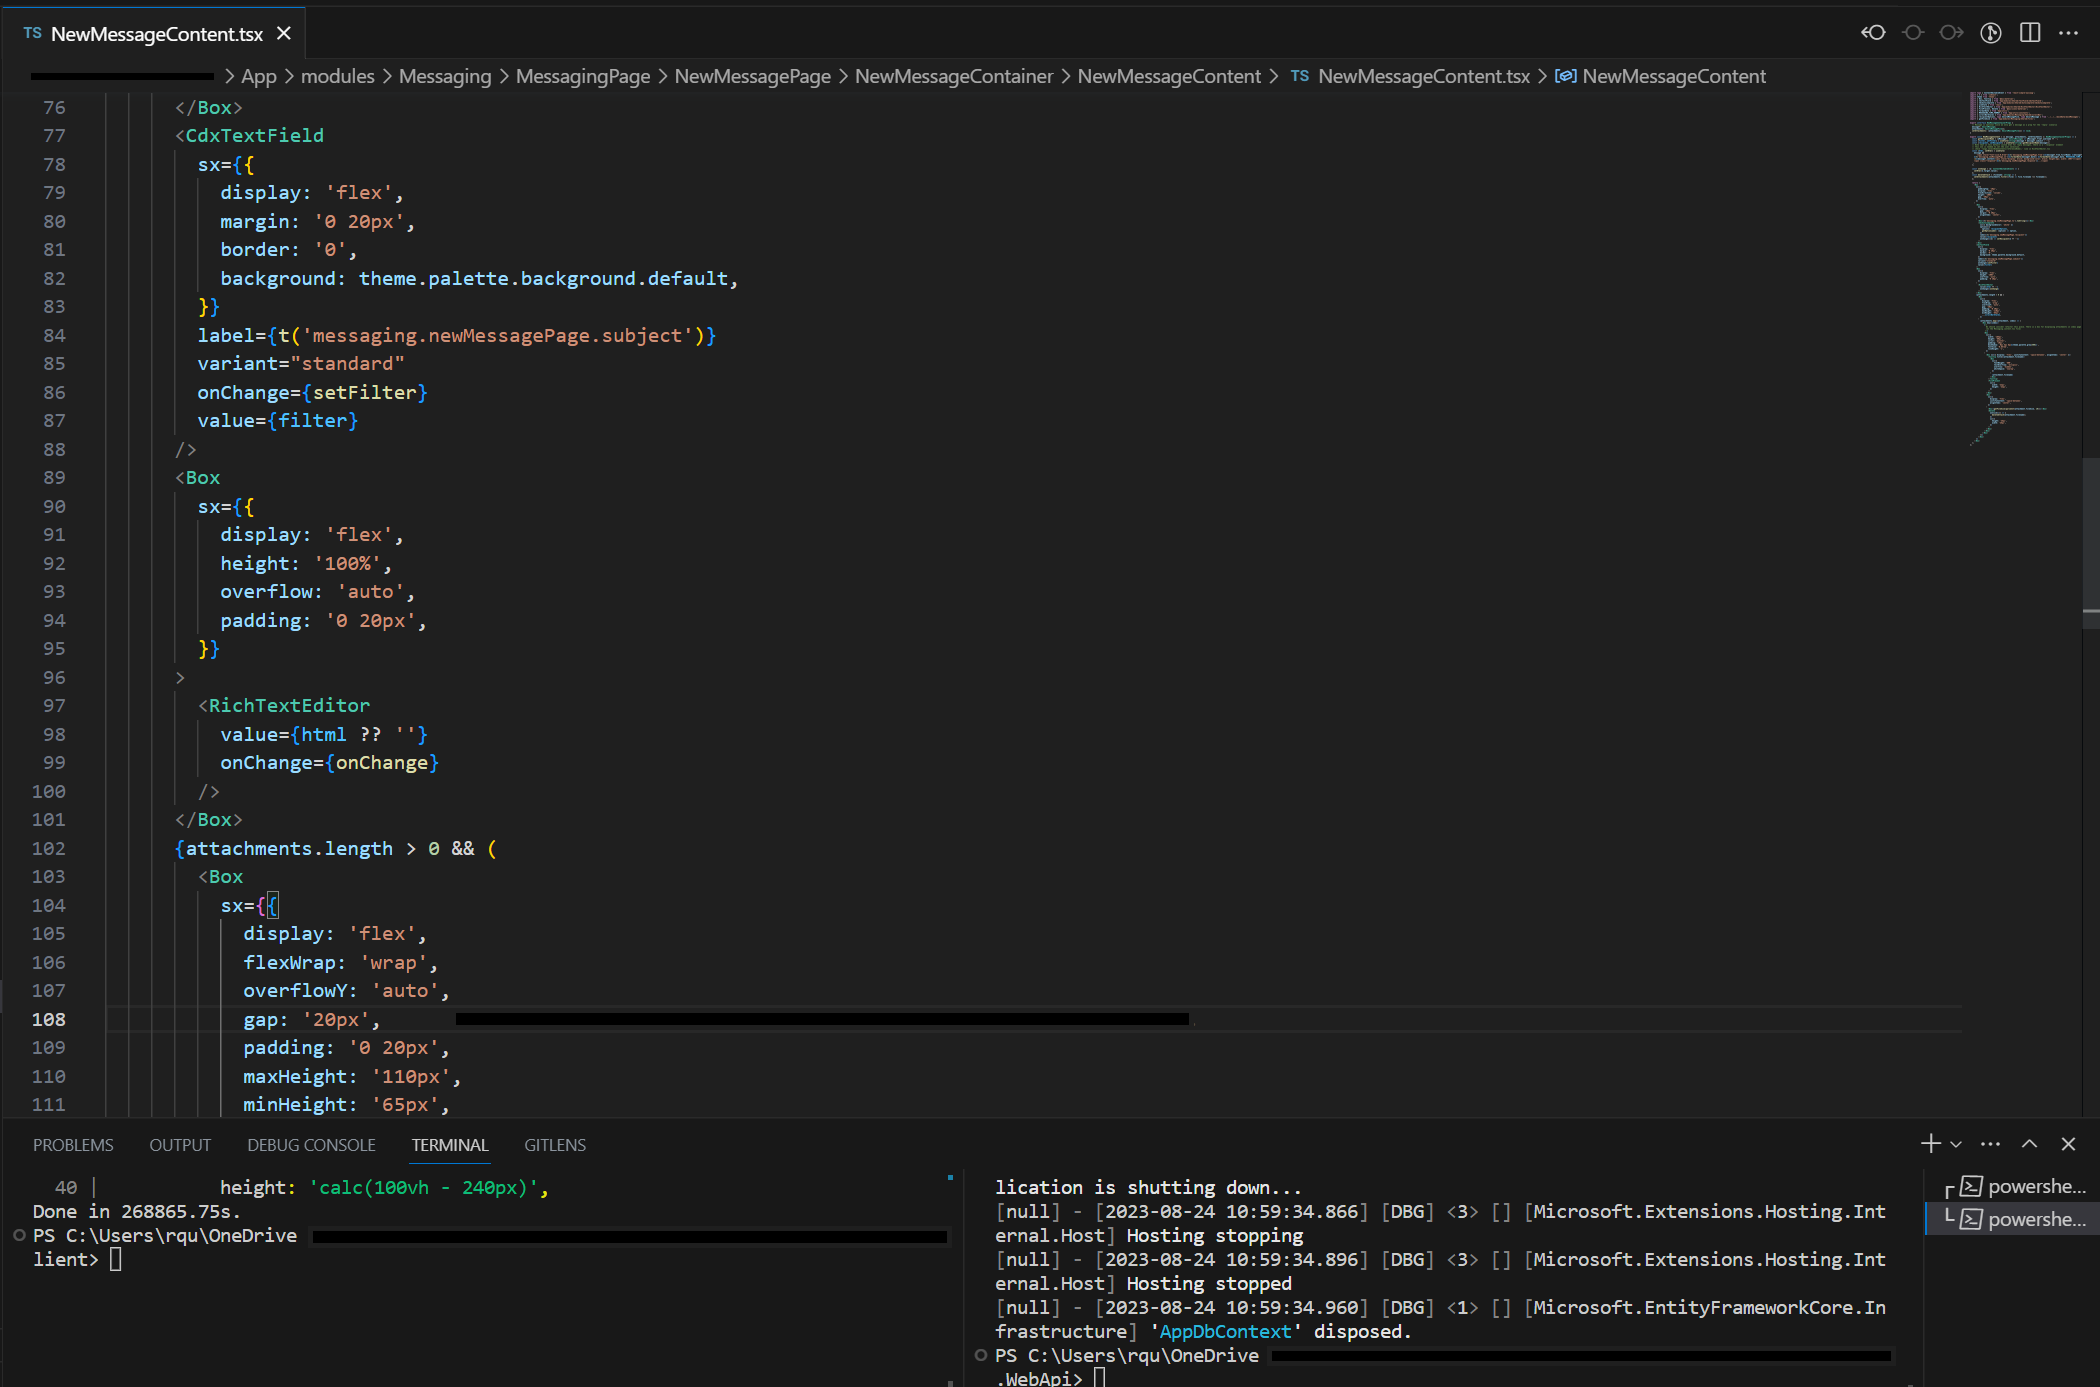 TS NewMessageContent.tsx
App > modules > Messaging > MessagingPage > NewMessagePage > NewMessageContainer > NewMessageContent > TS NewMessageContent.tsx > NewMessageContent
76 </Box>
77 <CdxTextField
78 sx={{
79 display: 'flex',
80 margin: '0 20px',
81 border: '0',
82 background: theme.palette.background.default,
83 }}
84 label={t('messaging.newMessagePage.subject')}
85 variant="standard"
86 onChange={setFilter}
87 value={filter}
88 />
89 <Box
90 sx={{
91 display: 'flex',
92 height: '100%',
93 overflow: 'auto',
94 padding: '0 20px',
95 }}
96 >
97 <RichTextEditor
98 value={html ?? ''}
99 onChange={onChange}
100 />
101 </Box>
102 {attachments.length > 0 && (
103 <Box
104 sx={{
105 display: 'flex',
106 flexWrap: 'wrap',
107 overflowY: 'auto',
108 gap: '20px',
109 padding: '0 20px',
110 maxHeight: '110px',
111 minHeight: '65px',
PROBLEMS OUTPUT DEBUG CONSOLE TERMINAL GITLENS
40 | height: 'calc(100vh - 240px)',
Done in 268865.75s.
PS C:\Users\rqu\OneDrive
lient>
lication is shutting down...
[null] - [2023-08-24 10:59:34.866] [DBG] <3> [] [Microsoft.Extensions.Hosting.Int
ernal.Host] Hosting stopping
[null] - [2023-08-24 10:59:34.896] [DBG] <3> [] [Microsoft.Extensions.Hosting.Int
ernal.Host] Hosting stopped
[null] - [2023-08-24 10:59:34.960] [DBG] <1> [] [Microsoft.EntityFrameworkCore.In
frastructure] 'AppDbContext' disposed.
PS C:\Users\rqu\OneDrive
.WebApi>
powershe...
powershe...